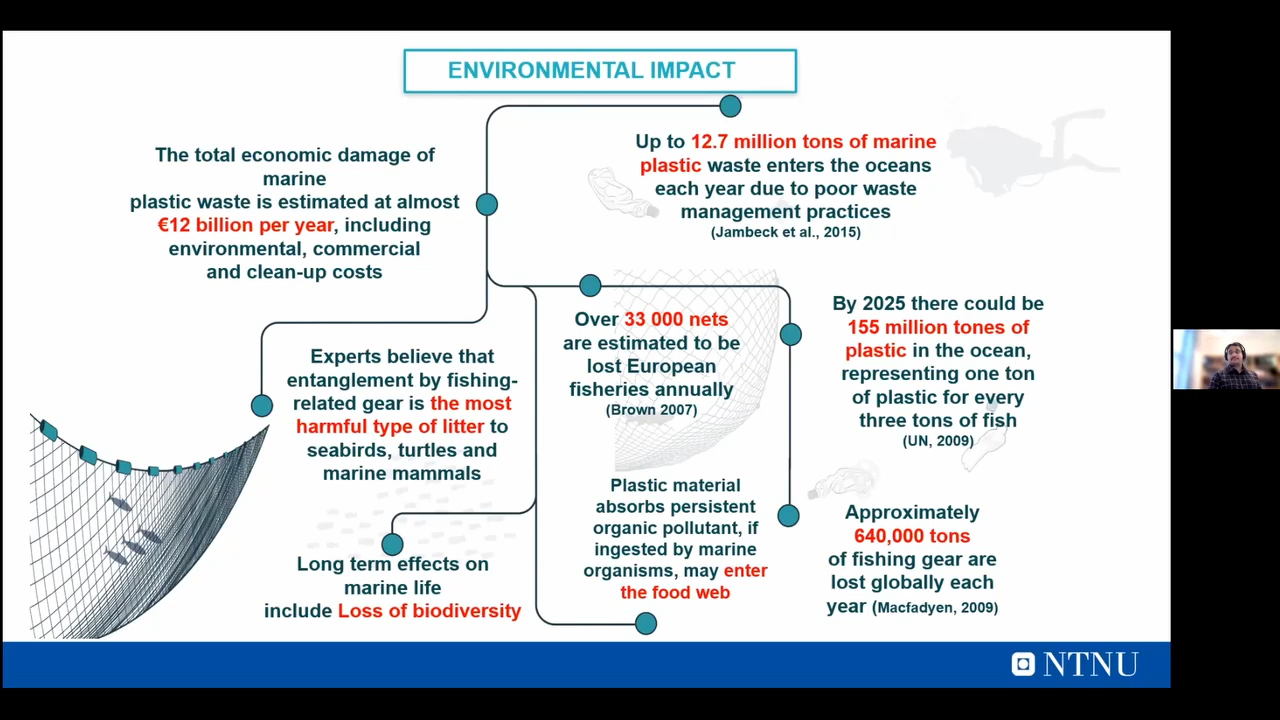 ENVIRONMENTAL IMPACT
The total economic damage of
marine
plastic waste is estimated at almost
€12 billion per year, including
environmental, commercial
and clean-up costs
Up to 12.7 million tons of marine
plastic waste enters the oceans
each year due to poor waste
management practices
(Jambeck et al., 2015)
Experts believe that
entanglement by fishing-
related gear is the most
harmful type of litter to
seabirds, turtles and
marine mammals
Over 33 000 nets
are estimated to be
lost European
fisheries annually
(Brown 2007)
By 2025 there could be
155 million tones of
plastic in the ocean,
representing one ton
of plastic for every
three tons of fish
(UN, 2009)
Long term effects on
marine life
include Loss of biodiversity
Plastic material
absorbs persistent
organic pollutant, if
ingested by marine
organisms, may enter
the food web
Approximately
640,000 tons
of fishing gear are
lost globally each
year (Macfadyen, 2009)
NTNU